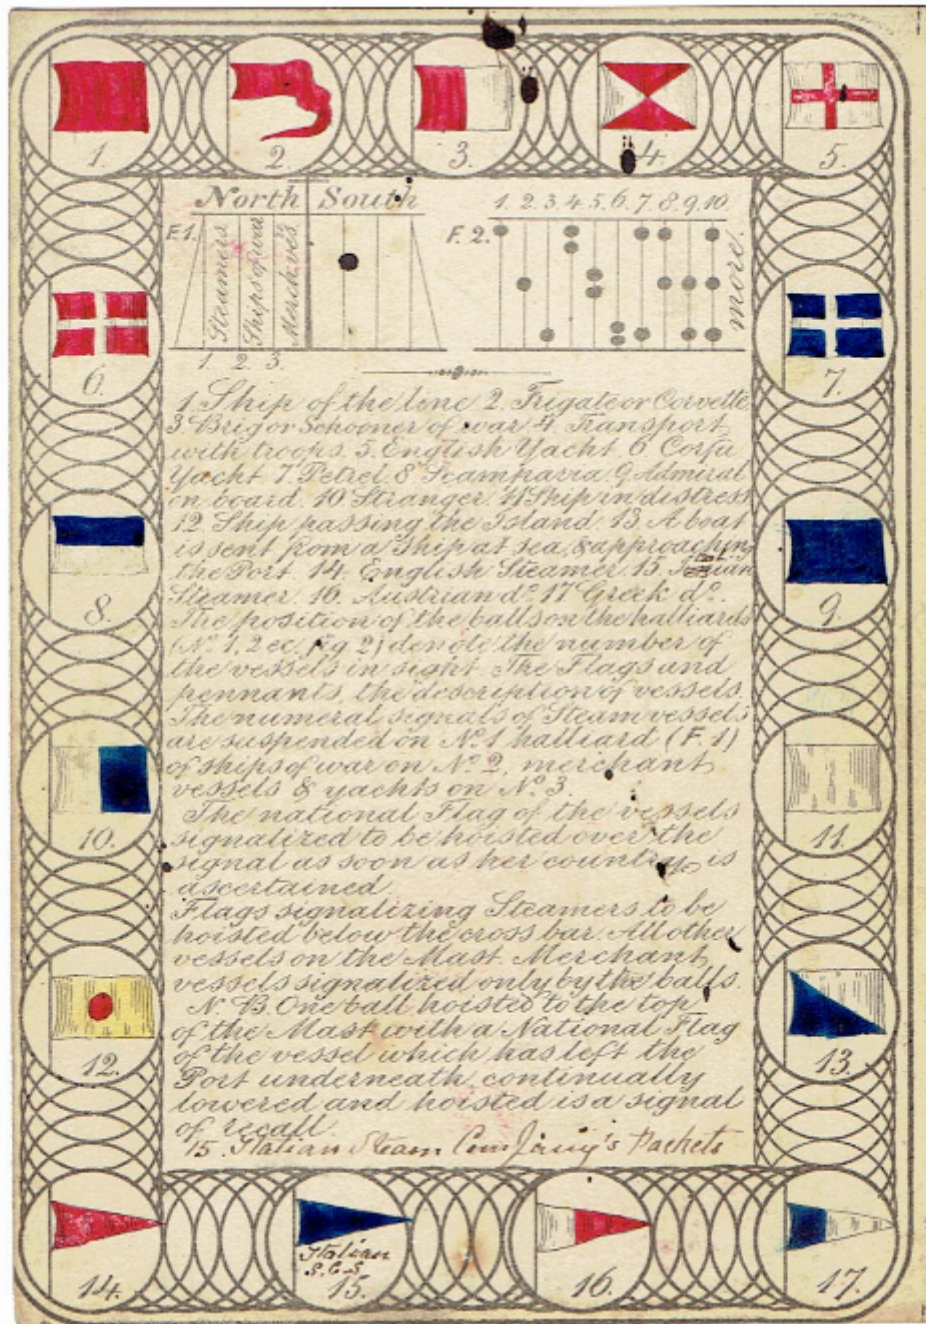 1.
2.
3.
4.
5.
North South
F.1.
Steamers
Ships of war
Merch. ves.
1. 2. 3.
1. 2. 3. 4. 5. 6. 7. 8. 9. 10.
F. 2.
more.
6.
7.
1 Ship of the line 2. Frigate or Corvette
3. Brig or Schooner of war 4. Transport
with troops. 5. English Yacht. 6 Corfu
Yacht 7. Petrel. 8 Scamparia 9 Admiral
on board. 10 Stranger. 11 Ship in distress
12 Ship passing the Island 13. A boat
is sent from a Ship at sea, & approaching
the Port. 14. English Steamer. 15.
Steamer. 16. Austrian dº. 17 Greek dº.
The position of the balls on the halliards
(Nº 1, 2 ec. Fig 2) denote the number of
the vessels in sight. The Flags and
pennants, the description of vessels
The numeral signals of Steam vessels
are suspended on Nº.1 halliard (F. 1)
of ships of war on Nº 2, merchant
vessels & yachts on Nº 3.
The national Flag of the vessels
signalized to be hoisted over the
signal as soon as her country is
ascertained.
Flags signalizing Steamers to be
hoisted below the cross bar. All other
vessels on the Mast. Merchant
vessels signalized only by the balls.
N. B. One ball hoisted to the top
of the Mast with a National Flag
of the vessel which has left the
Port underneath, continually
lowered and hoisted is a signal
of recall
15. Italian Steam Packets
8.
9.
10.
11.
12.
13.
14.
Italian
S. C. S
15.
16.
17.